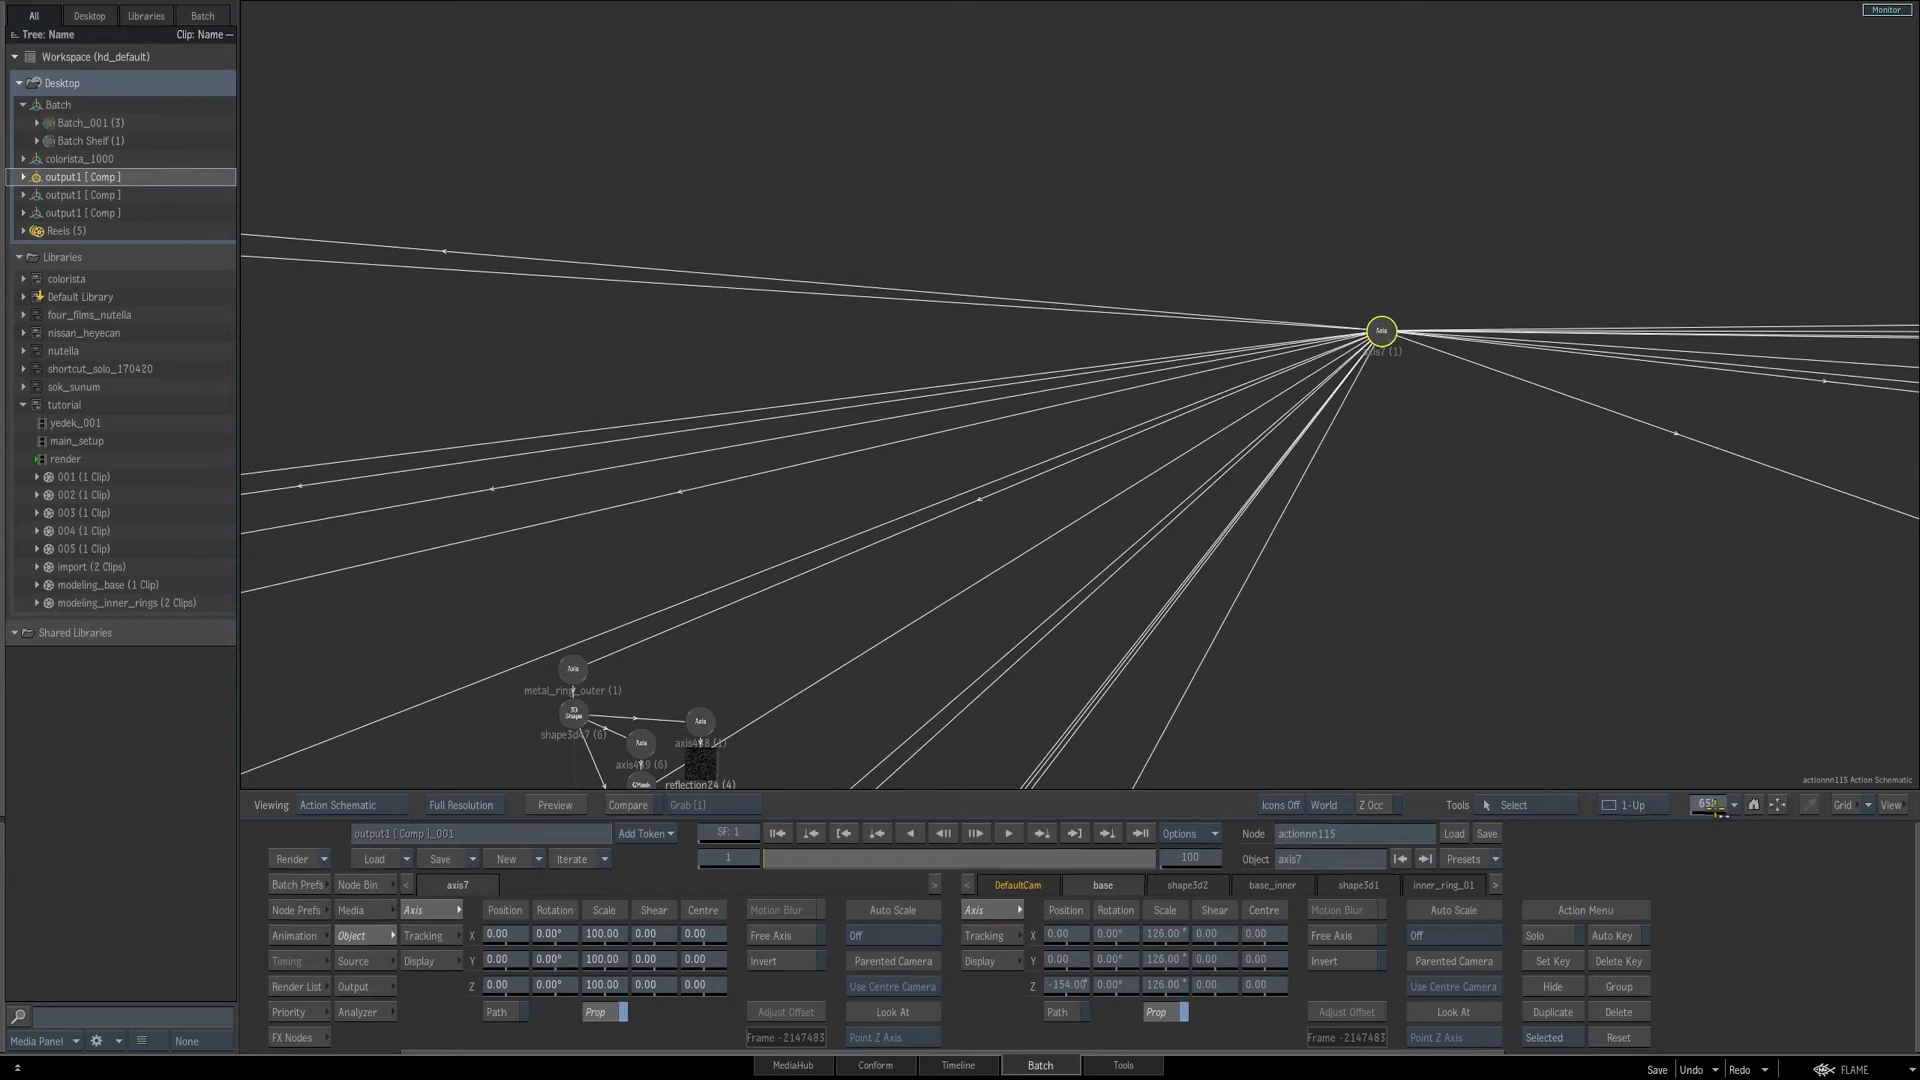 All Desktop Libraries Batch
Tree: Name Clip: Name
Workspace (hd_default)
Desktop
Batch
Batch_001 (3)
Batch Shelf (1)
colorista_1000
output1 [ Comp ]
output1 [ Comp ]
output1 [ Comp ]
Reels (5)
Libraries
colorista
Default Library
four_films_nutella
nissan_heyecan
nutella
shortcut_solo_170420
sok_sunum
tutorial
yedek_001
main_setup
render
001 (1 Clip)
002 (1 Clip)
003 (1 Clip)
004 (1 Clip)
005 (1 Clip)
import (2 Clips)
modeling_base (1 Clip)
modeling_inner_rings (2 Clips)
Shared Libraries
Media Panel None
Monitor
Axis
axis7 (1)
Axis
metal_ring_outer (1)
3D
Shape
shape3d47 (6)
Axis
Axis
axis419 (6)
GMask
reflection24 (4)
actionnn115 Action Schematic
Viewing Action Schematic Full Resolution Preview Compare Grab [1] Icons Off World Z Occ Tools Select 1-Up Grid View
output1 [ Comp ]_001 Add Token SF: 1 Options Node actionnn115 Load Save
Render Load Save New Iterate 1 100 Object axis7 Presets
Batch Prefs Node Bin < axis7 > < DefaultCam base shape3d2 base_inner shape3d1 inner_ring_01 >
Node Prefs Media Axis Position Rotation Scale Shear Centre Motion Blur Auto Scale Axis Position Rotation Scale Shear Centre Motion Blur Auto Scale Action Menu
Animation Object Tracking X 0.00 0.00° 100.00 0.00 0.00 Free Axis Off Tracking X 0.00 0.00° 126.00 * 0.00 0.00 Free Axis Off Solo Auto Key
Timing Source Display Y 0.00 0.00° 100.00 0.00 0.00 Invert Parented Camera Display Y 0.00 0.00° 126.00 * 0.00 0.00 Invert Parented Camera Set Key Delete Key
Render List Output Z 0.00 0.00° 100.00 0.00 0.00 Use Centre Camera Z -154.00* 0.00° 126.00 * 0.00 0.00 Use Centre Camera Hide Group
Priority Analyzer Path Prop Adjust Offset Look At Path Prop Adjust Offset Look At Duplicate Delete
FX Nodes Frame -2147483 Point Z Axis Frame -2147483 Point Z Axis Selected Reset
MediaHub Conform Timeline Batch Tools
Save Undo Redo FLAME